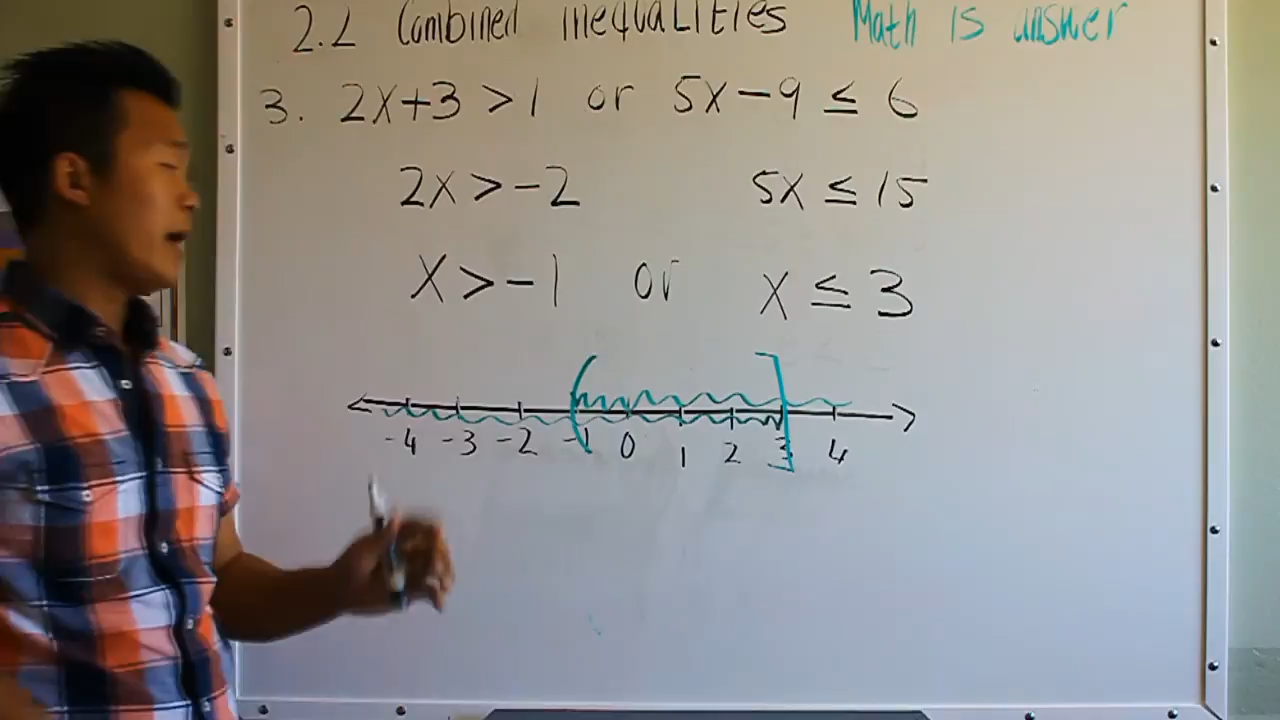 2.2 Combined inequalities Math is answer
3. 2x+3 >1 or 5x-9 ≤ 6
2x > -2 5x ≤ 15
x > -1 or x ≤ 3
-4 -3 -2 -1 0 1 2 3 4